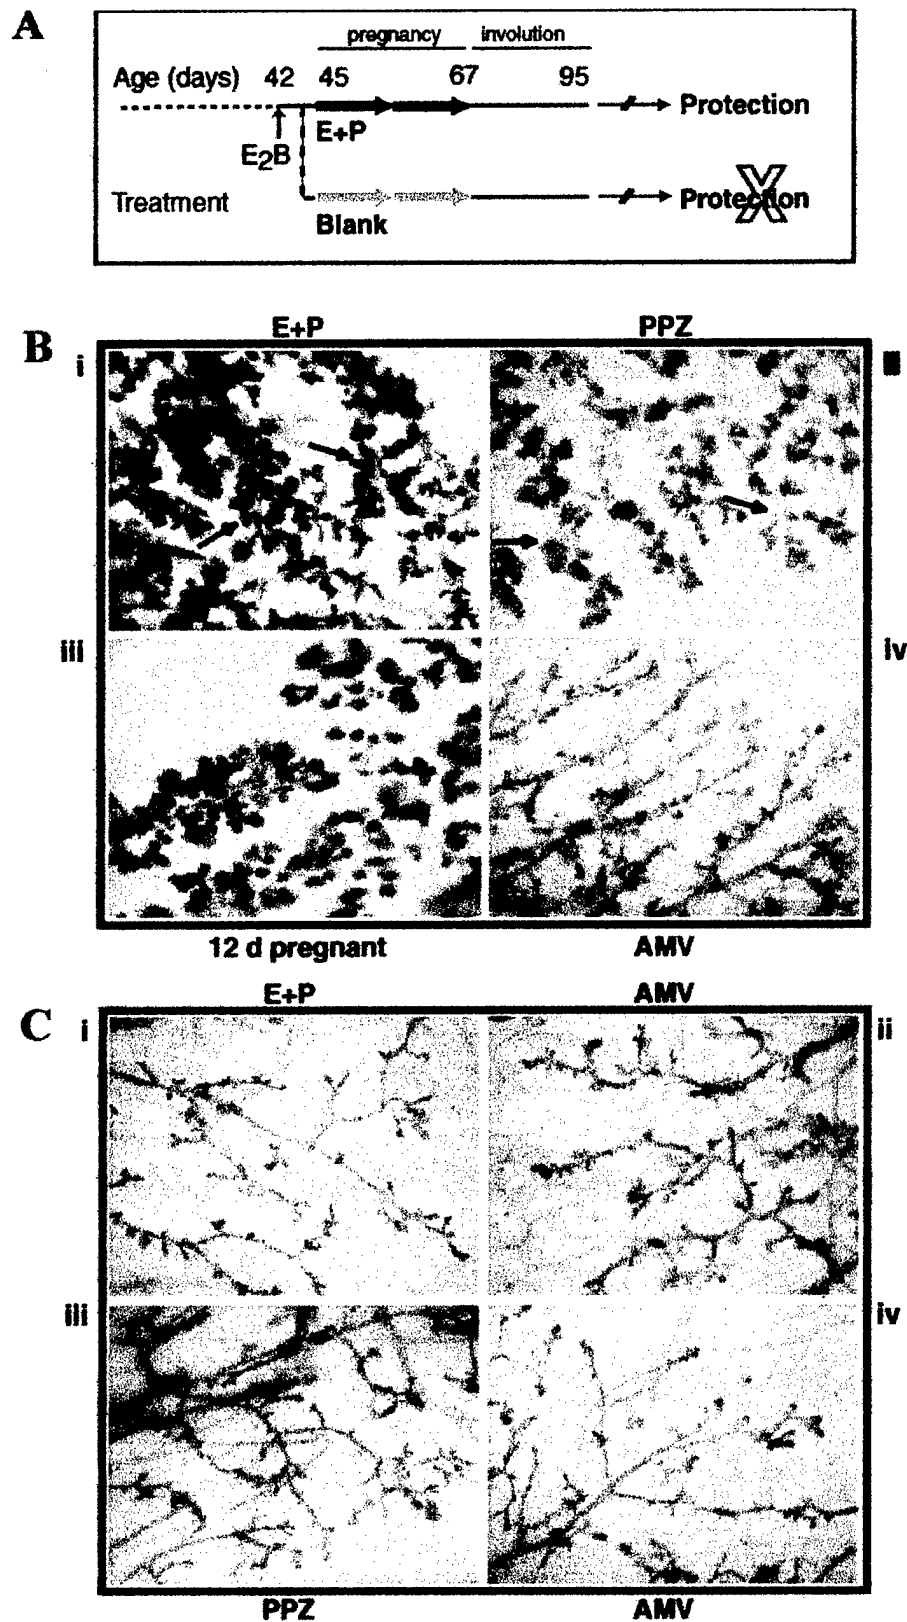 A
pregnancy involution
Age (days) 42 45 67 95
Protection
E+P
E₂B
Treatment
Protection
X
Blank
B
E+P PPZ
i
iii iv
12 d pregnant AMV
C
E+P AMV
i ii
iii iv
PPZ AMV